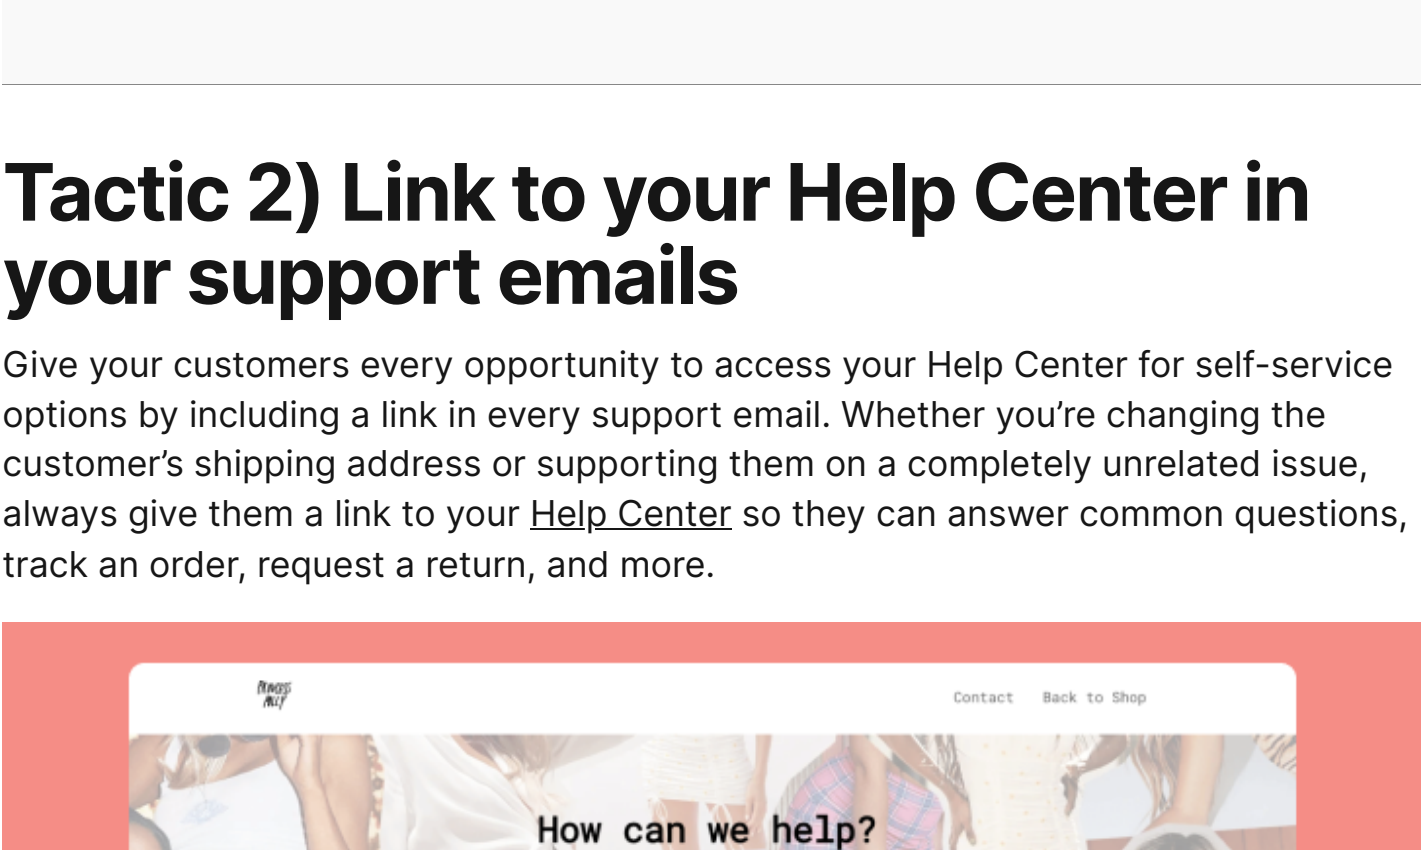 Tactic 2) Link to your Help Center in
your support emails
Give your customers every opportunity to access your Help Center for self-service
options by including a link in every support email. Whether you’re changing the
customer’s shipping address or supporting them on a completely unrelated issue,
always give them a link to your Help Center so they can answer common questions,
track an order, request a return, and more.
PRINCESS
POLLY
Contact Back to Shop
How can we help?